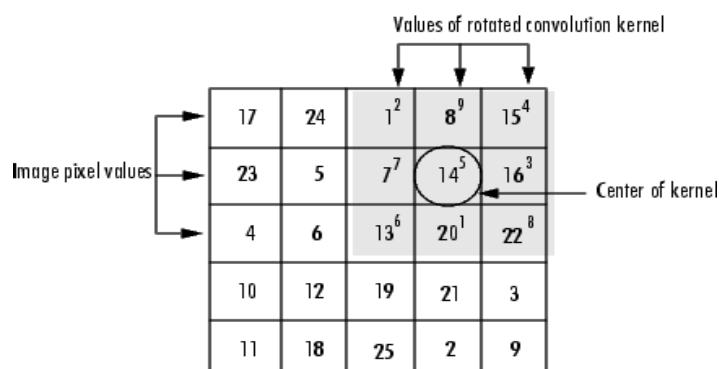 Values of rotated convolution kernel
17 24 1² 8⁹ 15⁴
Image pixel values
23 5 7⁷ 14⁵ 16³
Center of kernel
4 6 13⁶ 20¹ 22⁸
10 12 19 21 3
11 18 25 2 9